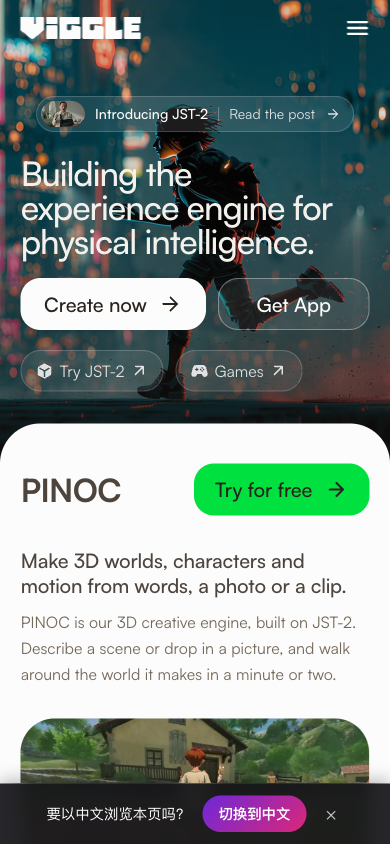 VIGGLE
Introducing JST-2 | Read the post →
Building the
experience engine for
physical intelligence.
Create now →
Get App
Try JST-2 ↗
Games ↗
PINOC
Try for free →
Make 3D worlds, characters and
motion from words, a photo or a clip.
PINOC is our 3D creative engine, built on JST-2.
Describe a scene or drop in a picture, and walk
around the world it makes in a minute or two.
要以中文浏览本页吗?
切换到中文
×